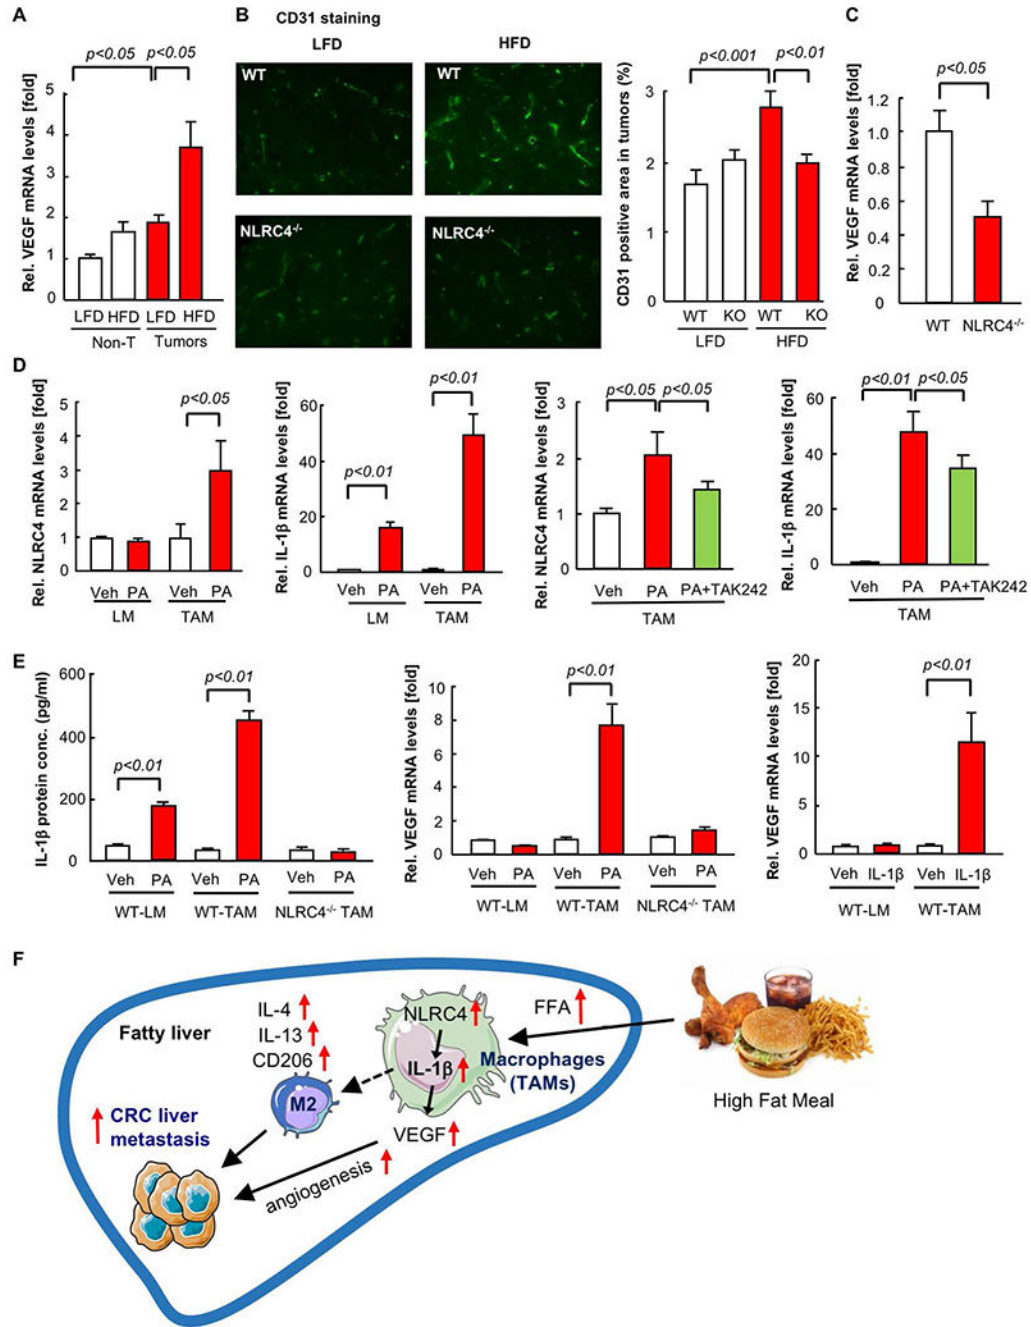 A
p<0.05 p<0.05
Rel. VEGF mRNA levels [fold]
5
4
3
2
1
0
LFD HFD LFD HFD
Non-T Tumors
B
CD31 staining
LFD HFD
WT WT
NLRC4-/- NLRC4-/-
p<0.001 p<0.01
CD31 positive area in tumors (%)
3
2
1
0
WT KO WT KO
LFD HFD
C
p<0.05
Rel. VEGF mRNA levels [fold]
1.2
1.0
0.8
0.6
0.4
0.2
0
WT NLRC4-/-
D
p<0.05
Rel. NLRC4 mRNA levels [fold]
5
4
3
2
1
0
Veh PA Veh PA
LM TAM
p<0.01
p<0.01
Rel. IL-1β mRNA levels [fold]
60
40
20
0
Veh PA Veh PA
LM TAM
p<0.05 p<0.05
Rel. NLRC4 mRNA levels [fold]
3
2
1
0
Veh PA PA+TAK242
TAM
p<0.01 p<0.05
Rel. IL-1β mRNA levels [fold]
60
40
20
0
Veh PA PA+TAK242
TAM
E
p<0.01
p<0.01
IL-1β protein conc. (pg/ml)
600
400
200
0
Veh PA Veh PA Veh PA
WT-LM WT-TAM NLRC4-/- TAM
p<0.01
Rel. VEGF mRNA levels [fold]
10
8
6
4
2
0
Veh PA Veh PA Veh PA
WT-LM WT-TAM NLRC4-/- TAM
p<0.01
Rel. VEGF mRNA levels [fold]
20
15
10
5
0
Veh IL-1β Veh IL-1β
WT-LM WT-TAM
F
Fatty liver
IL-4
IL-13
CD206
M2
NLRC4
IL-1β
VEGF
Macrophages
(TAMs)
FFA
High Fat Meal
CRC liver
metastasis
angiogenesis